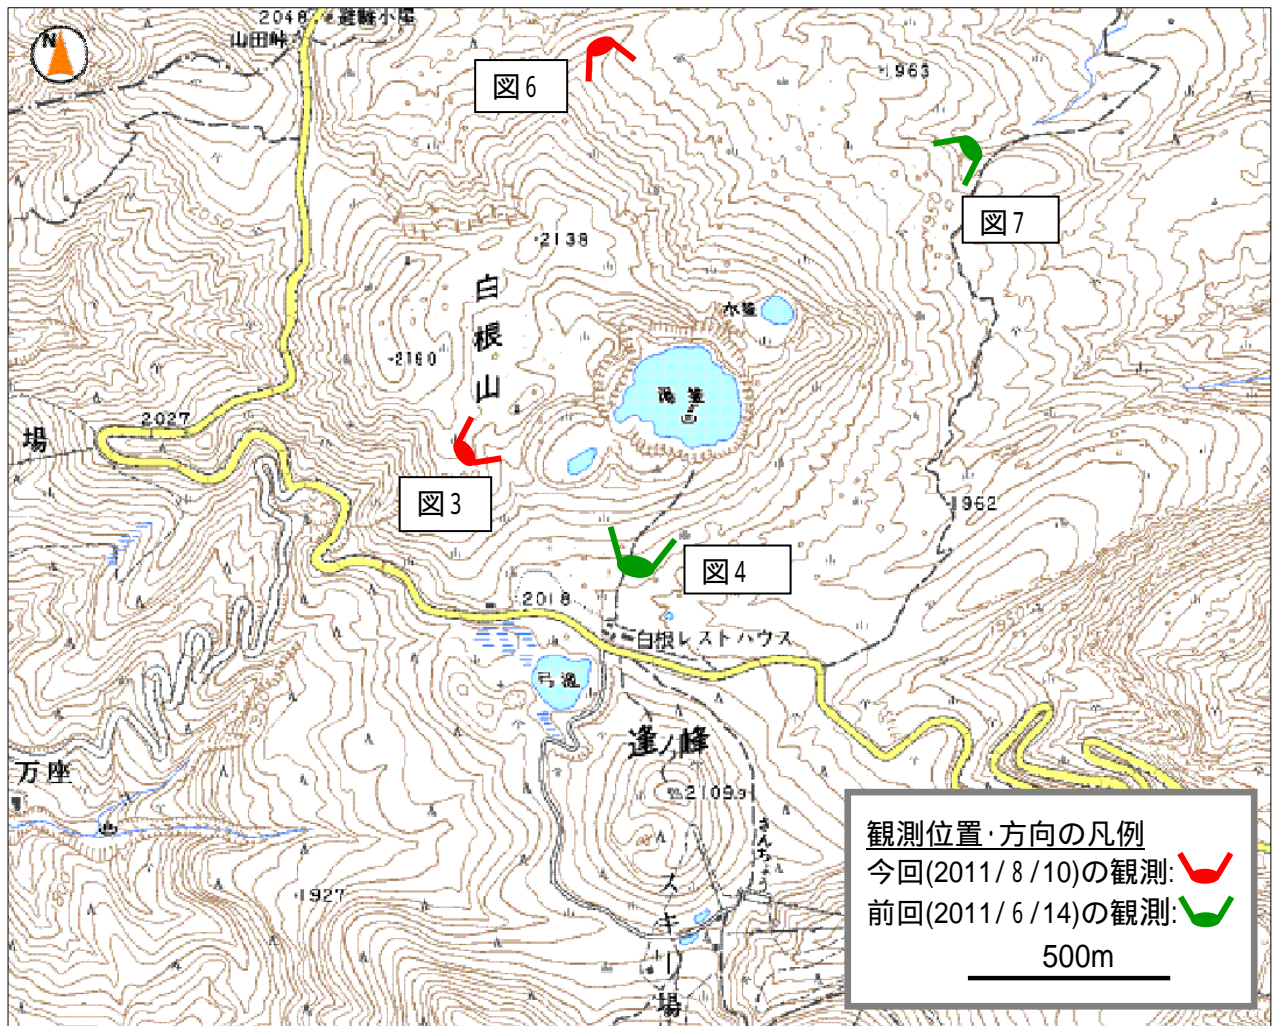 2048
避難小屋
山田峠
N
図6
1963
図7
2138
白根山
水釜
2160
湯釜
2027
場
図3
1962
図4
2018
白根レストハウス
弓池
逢ノ峰
万座
2109.9
さんちょう
1927
スキー場
観測位置・方向の凡例
今回(2011/8/10)の観測:
前回(2011/6/14)の観測:
500m